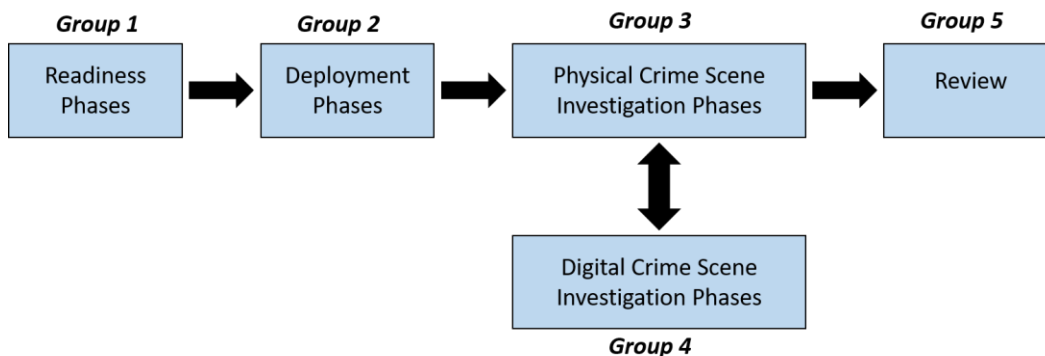 Group 1
Readiness
Phases
Group 2
Deployment
Phases
Group 3
Physical Crime Scene
Investigation Phases
Group 5
Review
Digital Crime Scene
Investigation Phases
Group 4